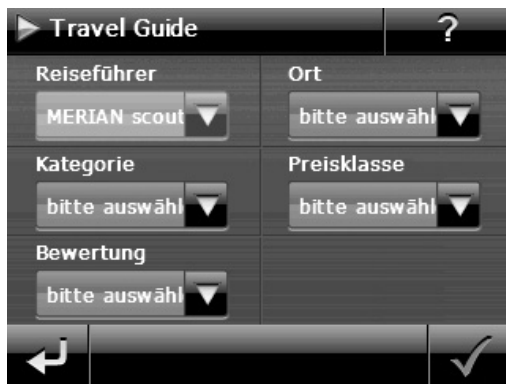 Travel Guide
?
Reiseführer
Ort
MERIAN scout
bitte auswähl
Kategorie
Preisklasse
bitte auswähl
bitte auswähl
Bewertung
bitte auswähl